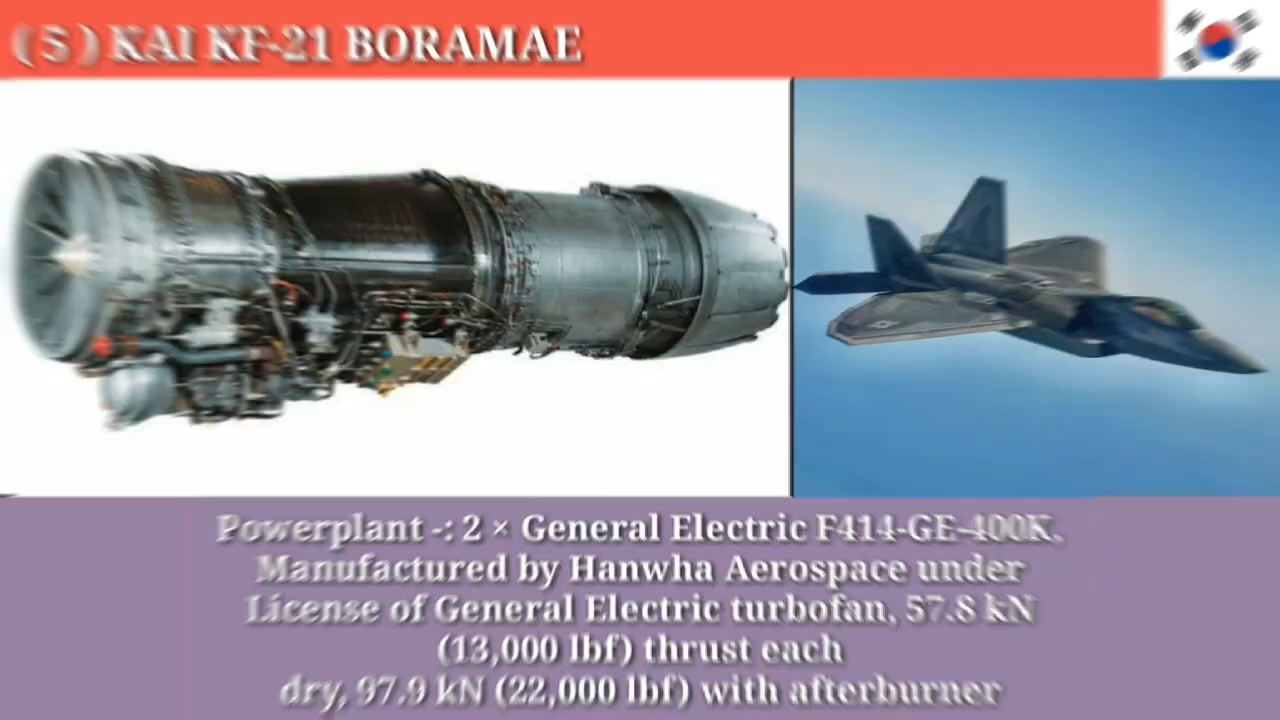 ( 5 ) KAI KF-21 BORAMAE
Powerplant -: 2 × General Electric F414-GE-400K,
Manufactured by Hanwha Aerospace under
License of General Electric turbofan, 57.8 kN
(13,000 lbf) thrust each
dry, 97.9 kN (22,000 lbf) with afterburner